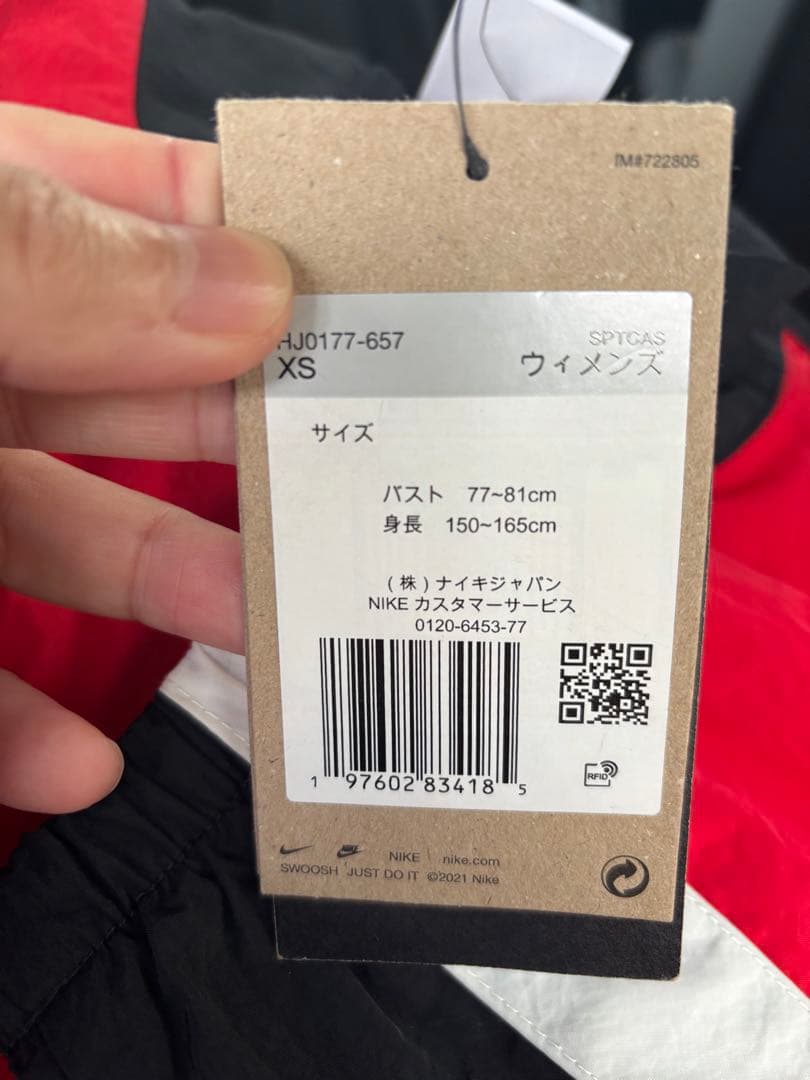 IM#722805
HJ0177-657
XS
SPTCAS
ウィメンズ
サイズ
バスト 77~81cm
身長 150~165cm
(株)ナイキジャパン
NIKE カスタマーサービス
0120-6453-77
1 97602 83418 5
RFID
NIKE nike.com
SWOOSH JUST DO IT ©2021 Nike